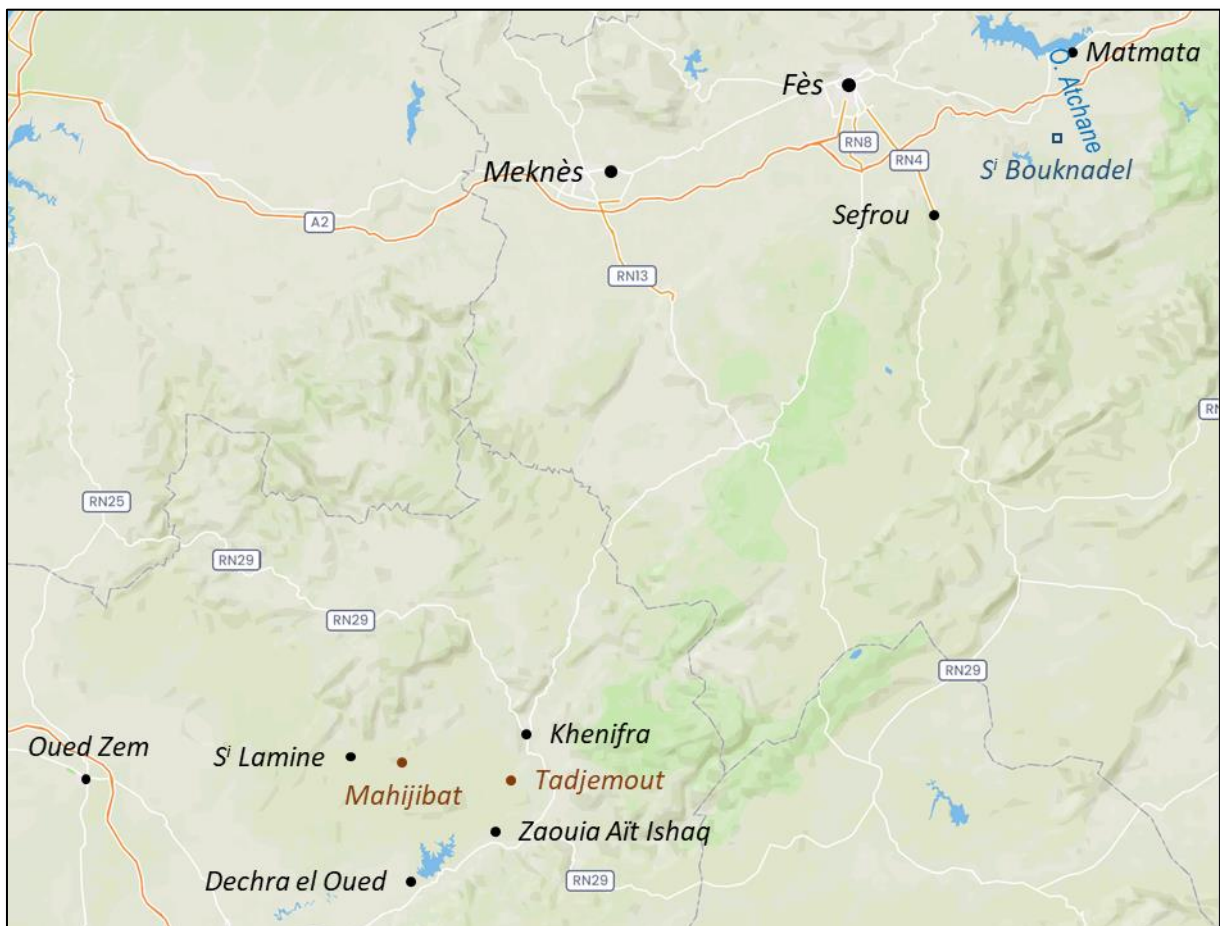 Matmata
Fès
O. Atchane
RN8
RN4
Sⁱ Bouknadel
Meknès
A2
Sefrou
RN13
RN
RN25
RN29
RN29
RN29
Khenifra
Oued Zem
Sⁱ Lamine
Mahijibat
Tadjemout
Zaouia Aït Ishaq
Dechra el Oued
RN29